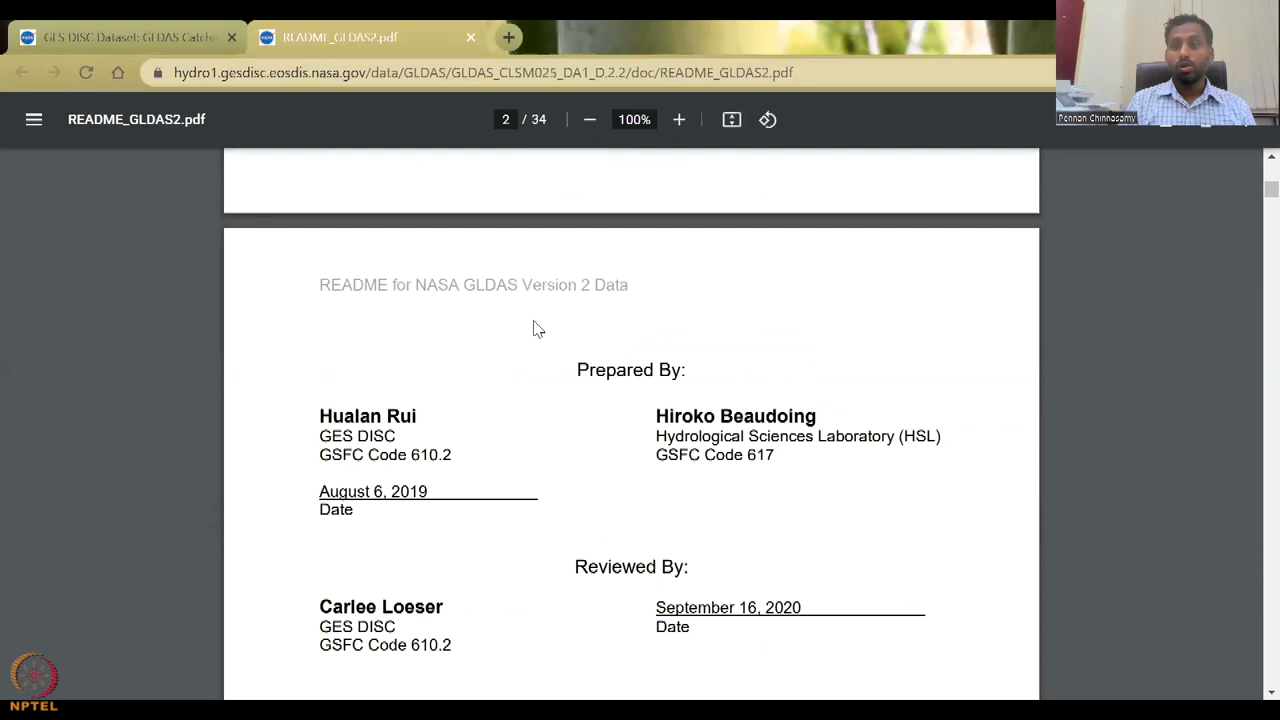 GES DISC Dataset: GLDAS Catchm
README_GLDAS2.pdf
hydro1.gesdisc.eosdis.nasa.gov/data/GLDAS/GLDAS_CLSM025_DA1_D.2.2/doc/README_GLDAS2.pdf
Pennan Chinnasamy
README_GLDAS2.pdf
2 / 34
100%
README for NASA GLDAS Version 2 Data
Prepared By:
Hualan Rui
Hiroko Beaudoing
GES DISC
Hydrological Sciences Laboratory (HSL)
GSFC Code 610.2
GSFC Code 617
August 6, 2019
Date
Reviewed By:
Carlee Loeser
September 16, 2020
GES DISC
Date
GSFC Code 610.2
NPTEL